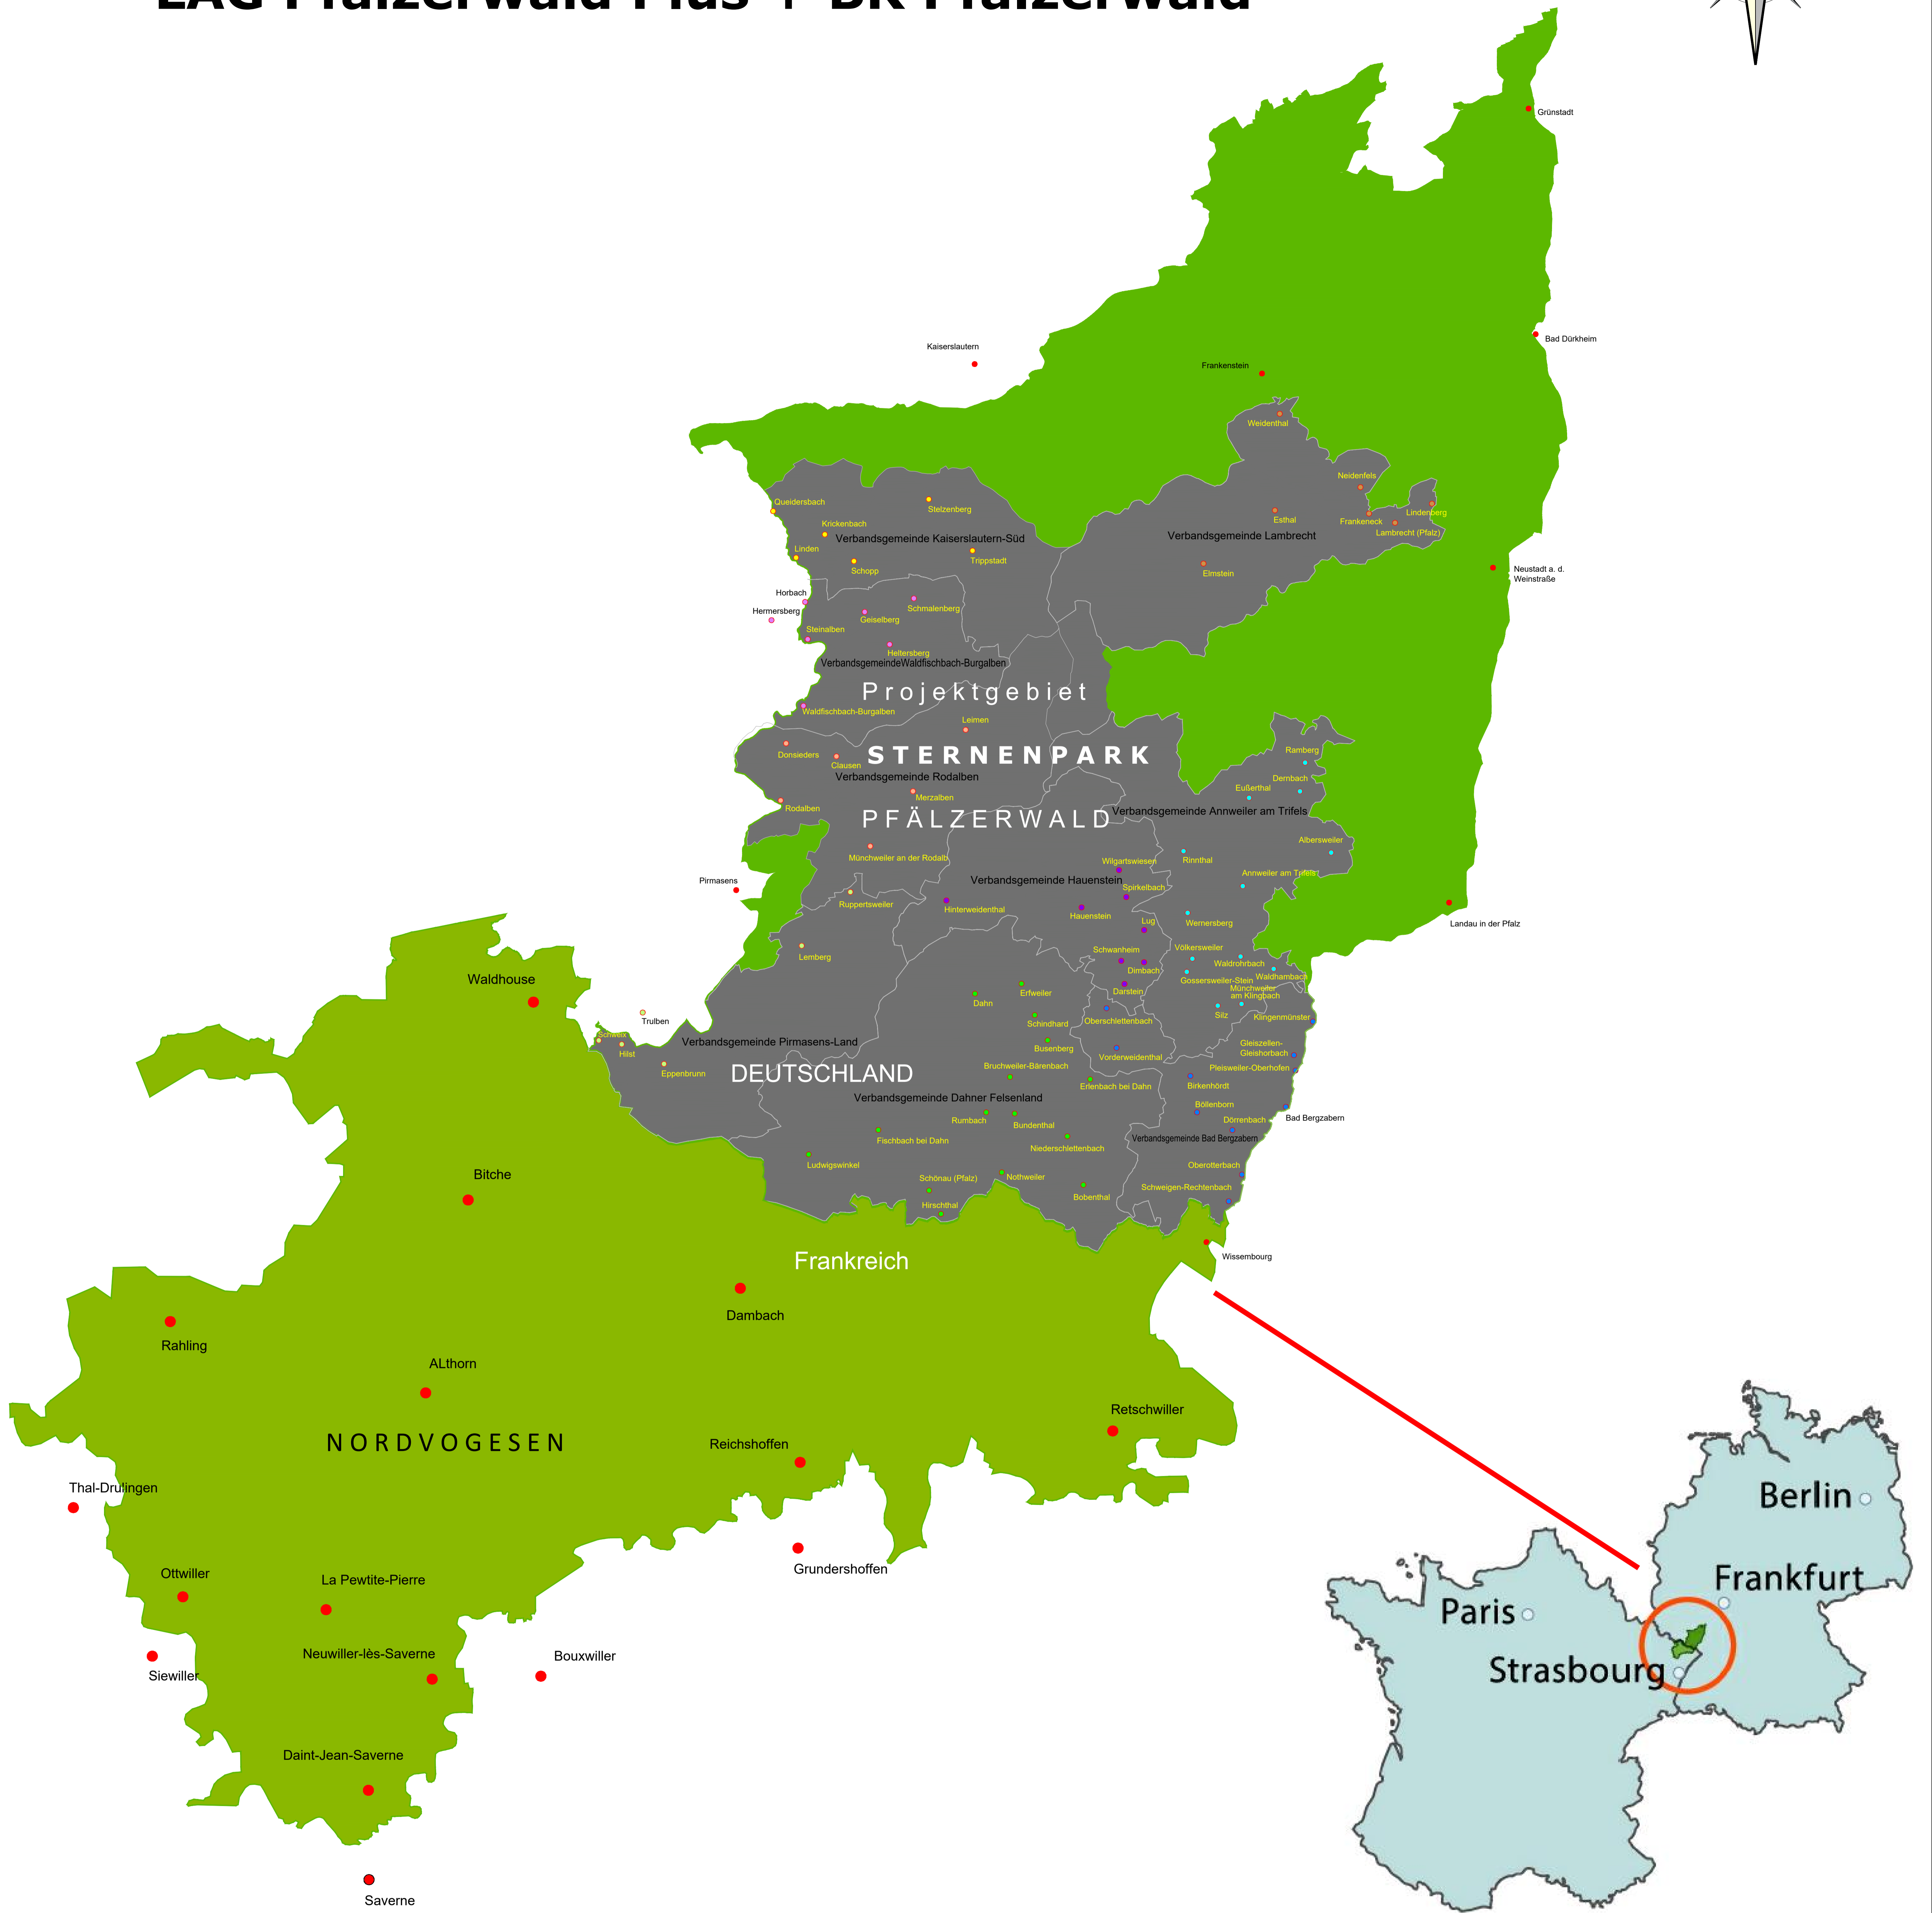 LAG Pfälzerwald Plus + BR Pfälzerwald
Grünstadt
Bad Dürkheim
Kaiserslautern
Frankenstein
Weidenthal
Neidenfels
Queidersbach
Stelzenberg
Lindenberg
Krickenbach
Esthal
Frankeneck
Lambrecht (Pfalz)
Verbandsgemeinde Kaiserslautern-Süd
Verbandsgemeinde Lambrecht
Linden
Trippstadt
Schopp
Elmstein
Neustadt a. d.
Weinstraße
Horbach
Hermersberg
Schmalenberg
Geiselberg
Steinalben
Heltersberg
VerbandsgemeindeWaldfischbach-Burgalben
Projektgebiet
Waldfischbach-Burgalben
Leimen
Donsieders
STERNENPARK
Ramberg
Clausen
Verbandsgemeinde Rodalben
Dernbach
Eußerthal
Merzalben
Rodalben
PFÄLZERWALD
Verbandsgemeinde Annweiler am Trifels
Albersweiler
Münchweiler an der Rodalb
Wilgartswiesen
Rinnthal
Annweiler am Trifels
Pirmasens
Verbandsgemeinde Hauenstein
Spirkelbach
Ruppertsweiler
Hinterweidenthal
Hauenstein
Lug
Wernersberg
Landau in der Pfalz
Lemberg
Schwanheim
Völkersweiler
Waldrohrbach
Dimbach
Waldhambach
Gossersweiler-Stein
Waldhouse
Münchweiler
am Klingbach
Darstein
Erfweiler
Dahn
Silz
Klingenmünster
Trulben
Schindhard
Oberschlettenbach
Schweix
Hilst
Verbandsgemeinde Pirmasens-Land
Busenberg
Vorderweidenthal
Gleiszellen-
Gleishorbach
Eppenbrunn
DEUTSCHLAND
Bruchweiler-Bärenbach
Pleisweiler-Oberhofen
Erlenbach bei Dahn
Birkenhördt
Verbandsgemeinde Dahner Felsenland
Böllenborn
Rumbach
Bundenthal
Dörrenbach
Bad Bergzabern
Fischbach bei Dahn
Verbandsgemeinde Bad Bergzabern
Niederschlettenbach
Ludwigswinkel
Oberotterbach
Bitche
Schönau (Pfalz)
Nothweiler
Schweigen-Rechtenbach
Bobenthal
Hirschthal
Frankreich
Wissembourg
Dambach
Rahling
ALthorn
Retschwiller
NORDVOGESEN
Reichshoffen
Thal-Drulingen
Berlin
Grundershoffen
Ottwiller
La Pewtite-Pierre
Frankfurt
Paris
Neuwiller-lès-Saverne
Bouxwiller
Siewiller
Strasbourg
Daint-Jean-Saverne
Saverne